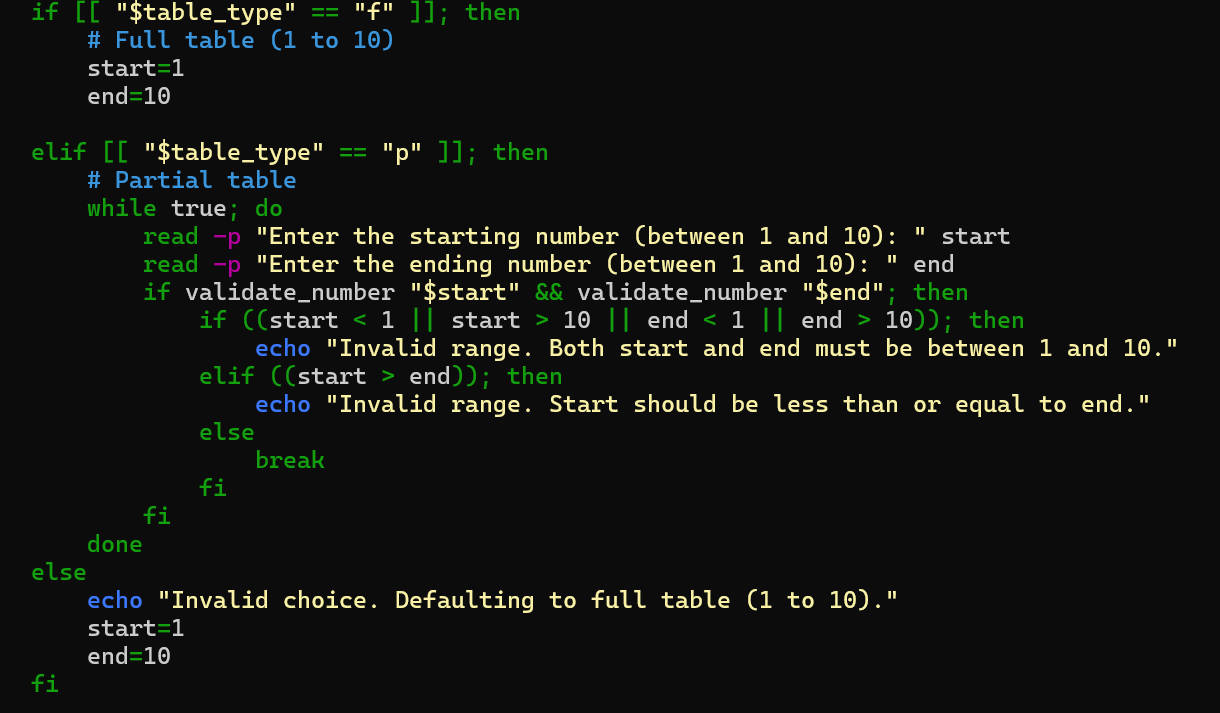 if [[ "$table_type" == "f" ]]; then
    # Full table (1 to 10)
    start=1
    end=10

elif [[ "$table_type" == "p" ]]; then
    # Partial table
    while true; do
        read -p "Enter the starting number (between 1 and 10): " start
        read -p "Enter the ending number (between 1 and 10): " end
        if validate_number "$start" && validate_number "$end"; then
            if ((start < 1 || start > 10 || end < 1 || end > 10)); then
                echo "Invalid range. Both start and end must be between 1 and 10."
            elif ((start > end)); then
                echo "Invalid range. Start should be less than or equal to end."
            else
                break
            fi
        fi
    done
else
    echo "Invalid choice. Defaulting to full table (1 to 10)."
    start=1
    end=10
fi